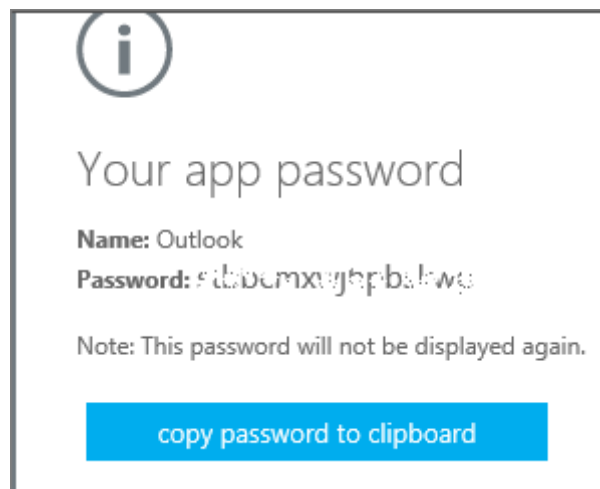 Your app password
Name: Outlook
Password:
Note: This password will not be displayed again.
copy password to clipboard